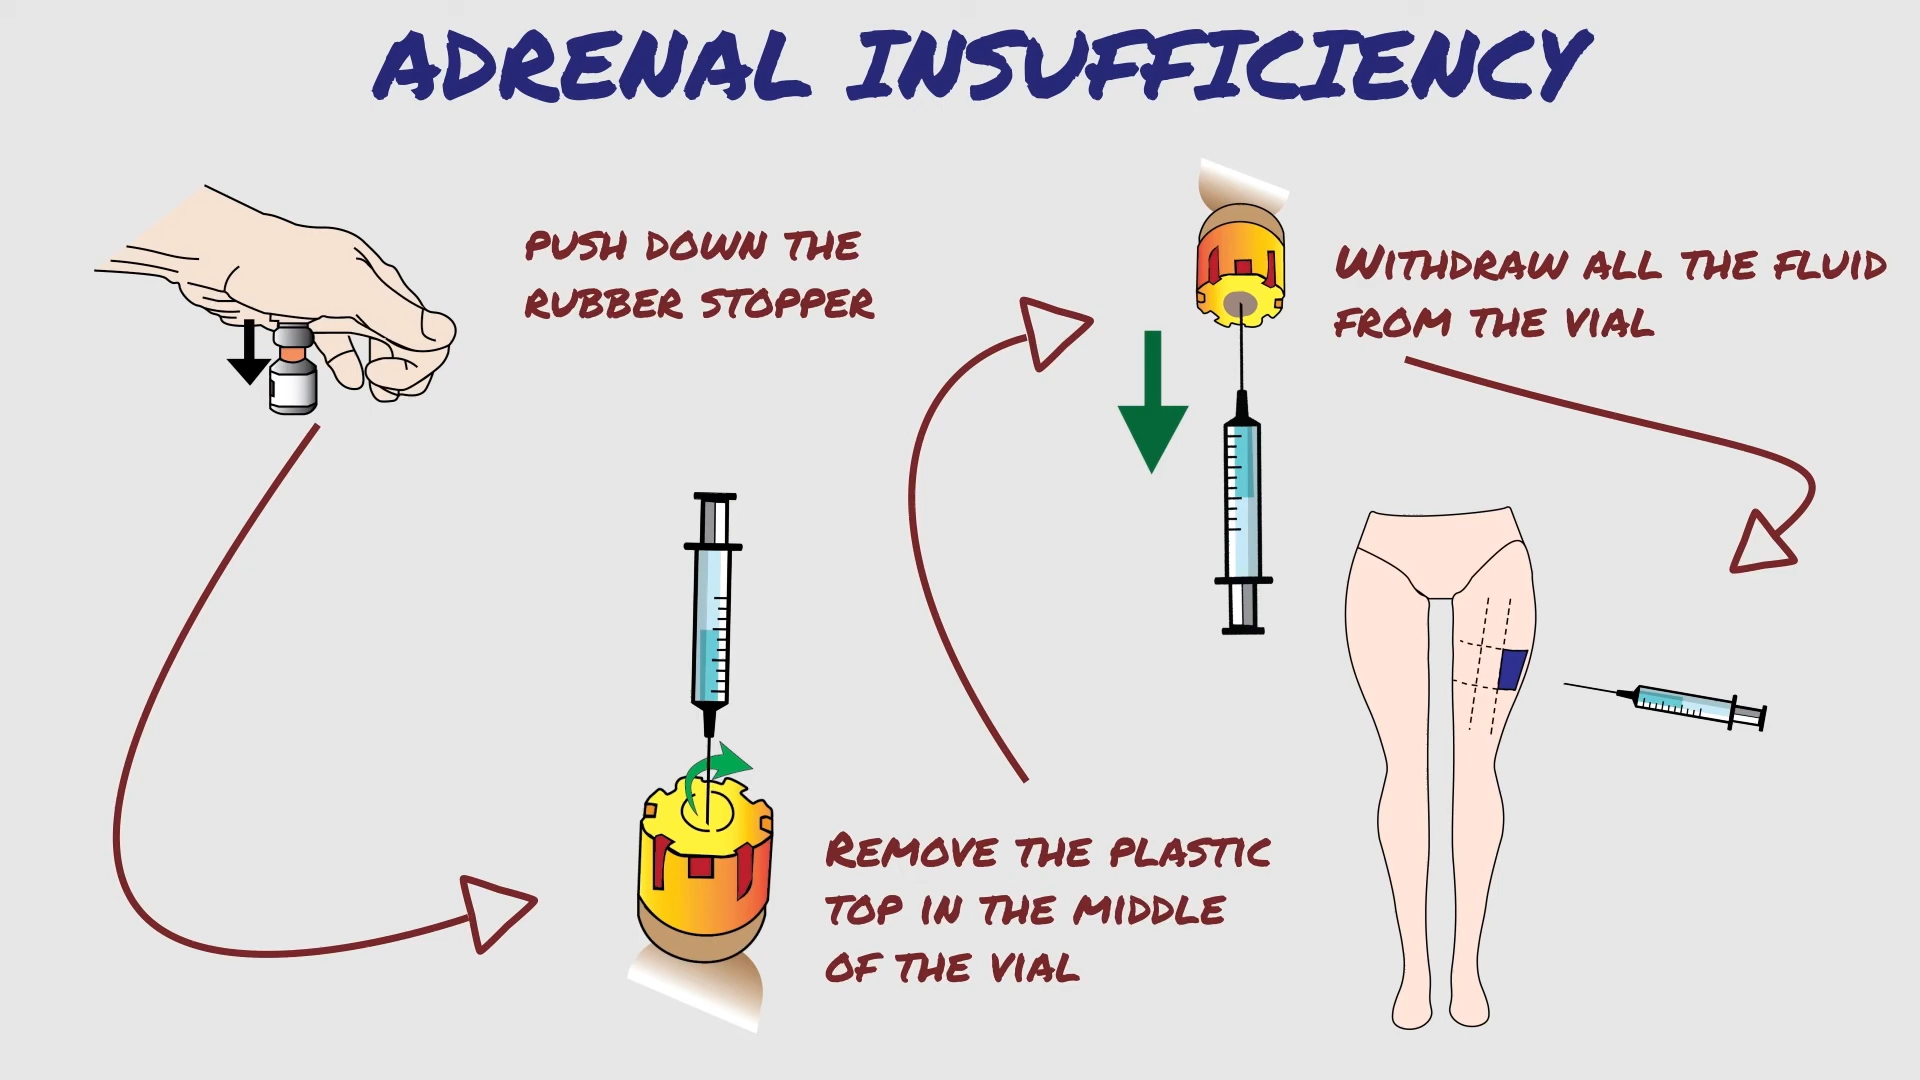 ADRENAL INSUFFICIENCY
PUSH DOWN THE
RUBBER STOPPER
REMOVE THE PLASTIC
TOP IN THE MIDDLE
OF THE VIAL
WITHDRAW ALL THE FLUID
FROM THE VIAL